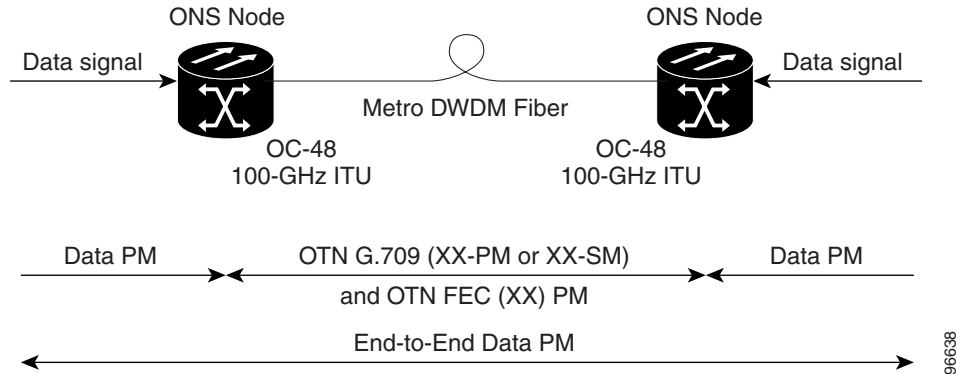 ONS Node
ONS Node
Data signal
Data signal
Metro DWDM Fiber
OC-48
100-GHz ITU
OC-48
100-GHz ITU
Data PM
OTN G.709 (XX-PM or XX-SM)
Data PM
and OTN FEC (XX) PM
End-to-End Data PM
96638